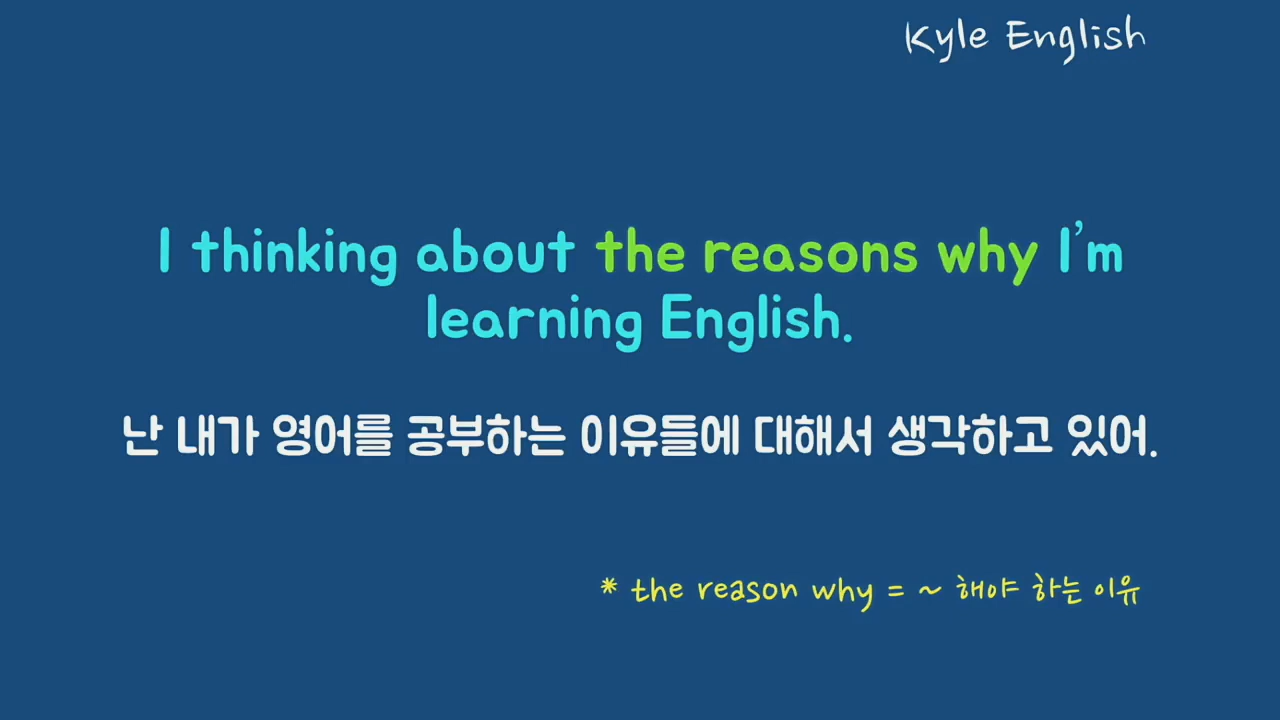 Kyle English
I thinking about the reasons why I'm
learning English.
난 내가 영어를 공부하는 이유들에 대해서 생각하고 있어.
* the reason why = ~ 해야 하는 이유